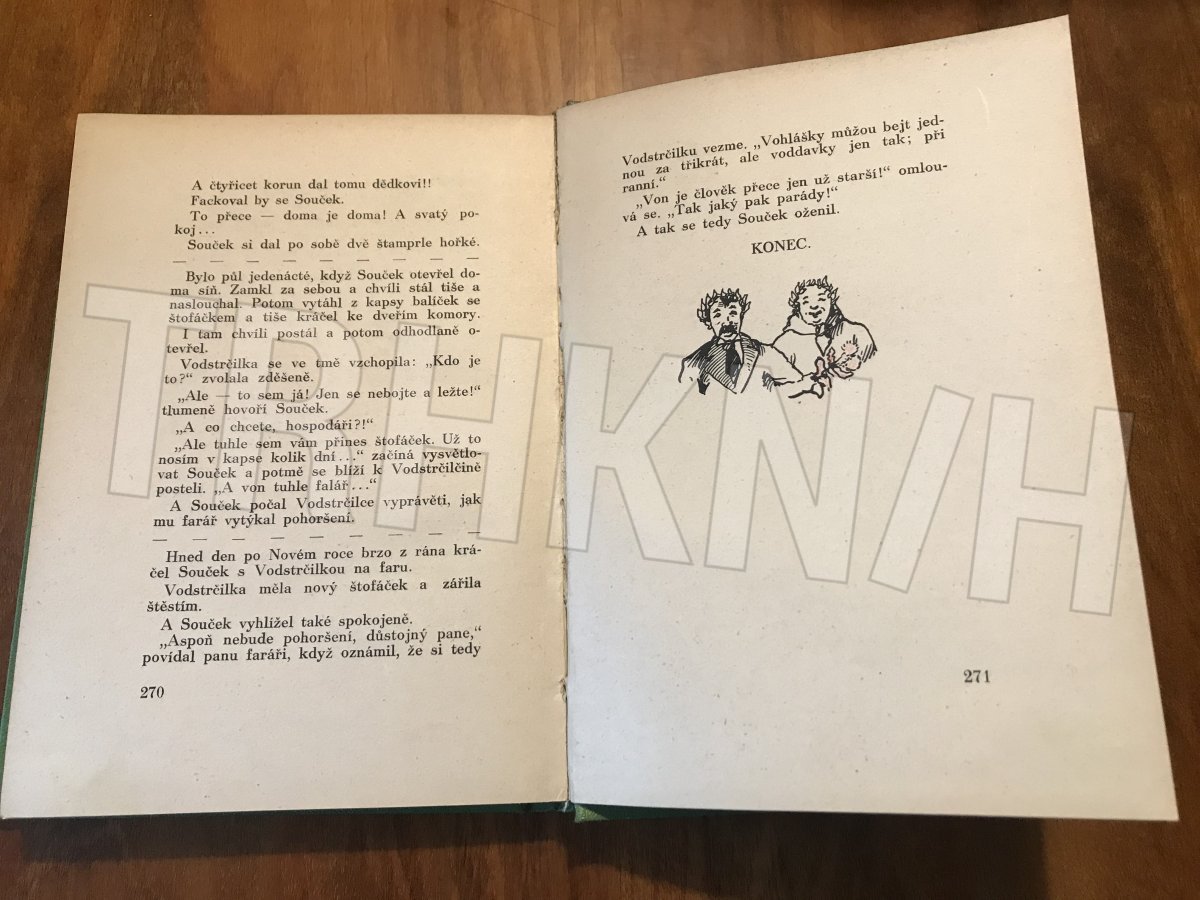 A čtyřicet korun dal tomu dědkovi!!
Fackoval by se Souček.
To přece — doma je doma! A svatý po-
koj...
Souček si dal po sobě dvě štamprle hořké.
— — — — — — — — — — —
Bylo půl jedenácté, když Souček otevřel do-
ma síň. Zamkl za sebou a chvíli stál tiše a
naslouchal. Potom vytáhl z kapsy balíček se
štofáčkem a tiše kráčel ke dveřím komory.
I tam chvíli postál a potom odhodlaně o-
tevřel.
Vodstrčilka se ve tmě vzchopila: „Kdo je
to?“ zvolala zděšeně.
„Ale — to sem já! Jen se nebojte a ležte!“
tlumeně hovoří Souček.
„A co chcete, hospodáři?!“
„Ale tuhle sem vám přines štofáček. Už to
nosím v kapse kolik dní...“ začíná vysvětlo-
vat Souček a potmě se blíží k Vodstrčilčině
posteli. „A von tuhle falář...“
A Souček počal Vodstrčilce vyprávěti, jak
mu farář vytýkal pohoršení.
— — — — — — — — — — —
Hned den po Novém roce brzo z rána krá-
čel Souček s Vodstrčilkou na faru.
Vodstrčilka měla nový štofáček a zářila
štěstím.
A Souček vyhlížel také spokojeně.
„Aspoň nebude pohoršení, důstojný pane,“
povídal panu faráři, když oznámil, že si tedy
270
Vodstrčilku vezme. „Vohlášky můžou bejt jed-
nou za třikrát, ale voddavky jen tak; při
ranní.“
„Von je člověk přece jen už starší!“ omlou-
vá se. „Tak jaký pak parády!“
A tak se tedy Souček oženil.
KONEC.
271
TRHKNIH